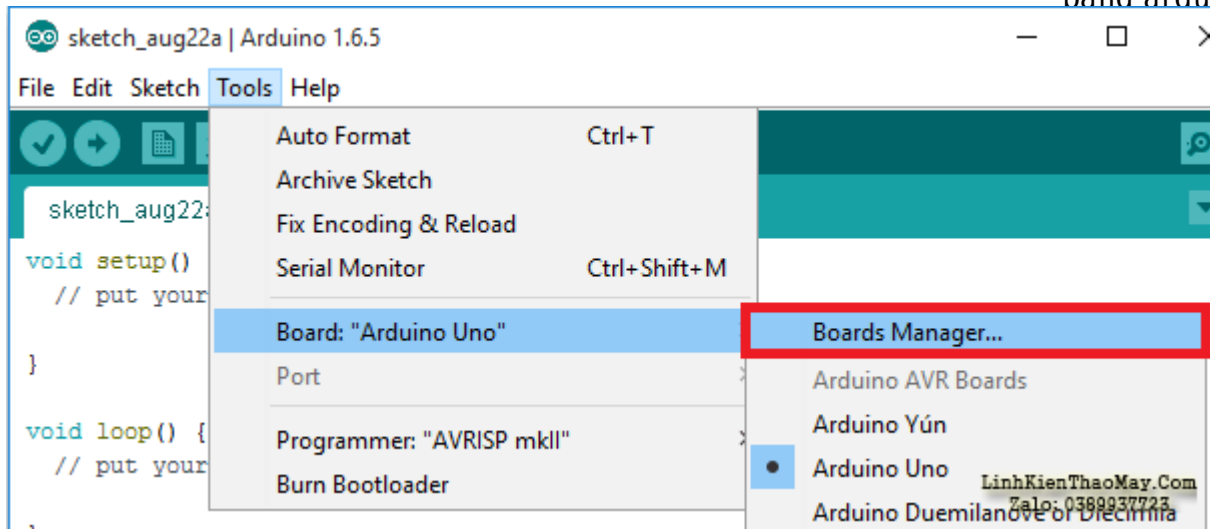 sketch_aug22a | Arduino 1.6.5
File Edit Sketch Tools Help
Auto Format Ctrl+T
Archive Sketch
sketch_aug22
Fix Encoding & Reload
void setup()
Serial Monitor Ctrl+Shift+M
// put your
Board: "Arduino Uno"
Boards Manager...
}
Port
Arduino AVR Boards
Arduino Yún
void loop() {
Programmer: "AVRISP mkII"
// put your
Arduino Uno
LinhKienThaoMay.Com
Burn Bootloader
Zalo: 0389937723
Arduino Duemilanove or Diecimila